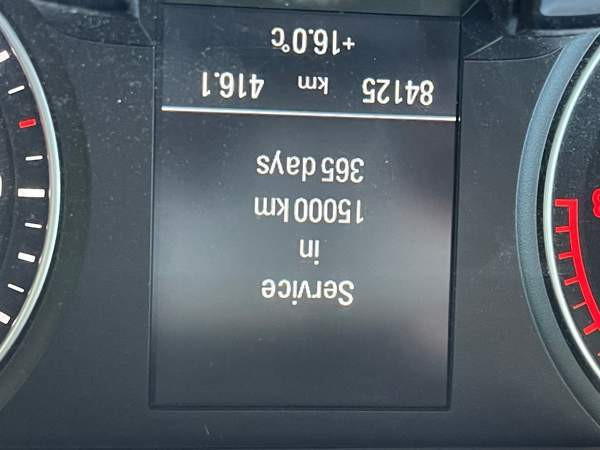 Service
in
15000 km
365 days
84125 km 416.1
+16.0°C